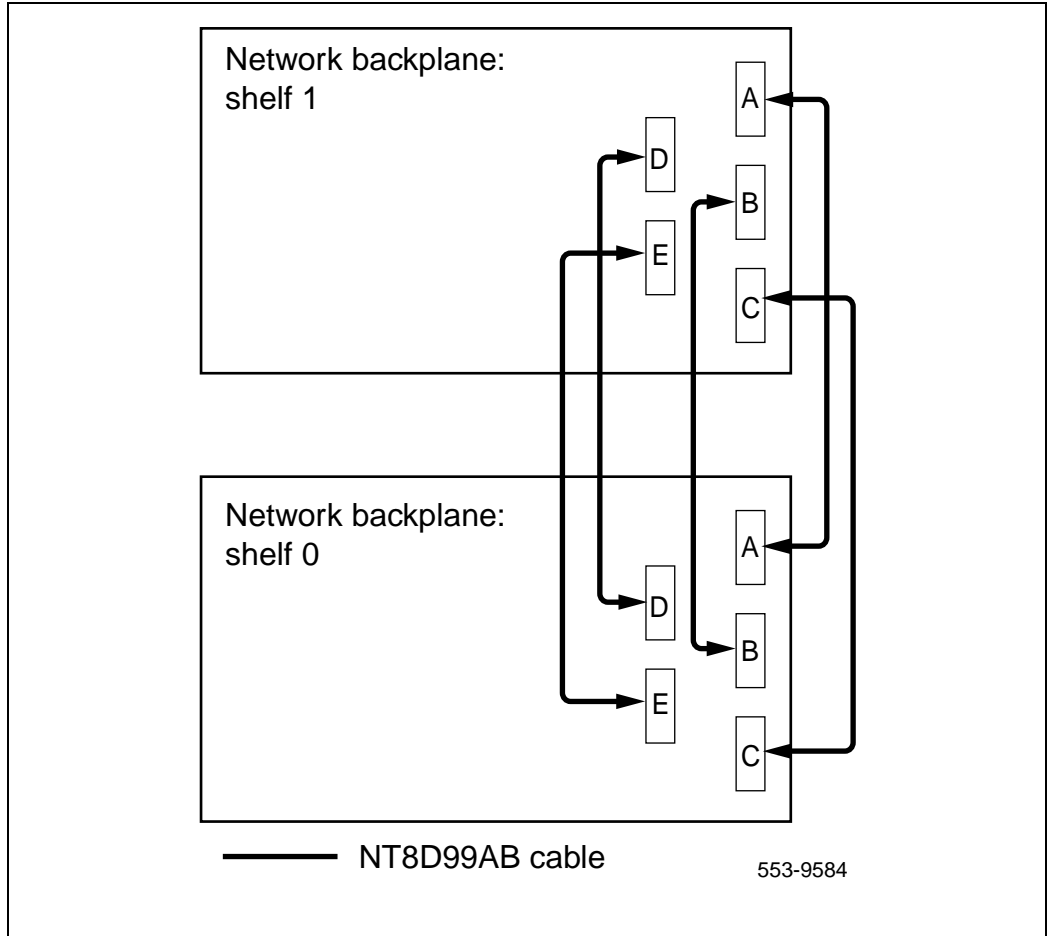 Network backplane:
shelf 1
A
D
B
E
C
Network backplane:
shelf 0
A
D
B
E
C
NT8D99AB cable
553-9584